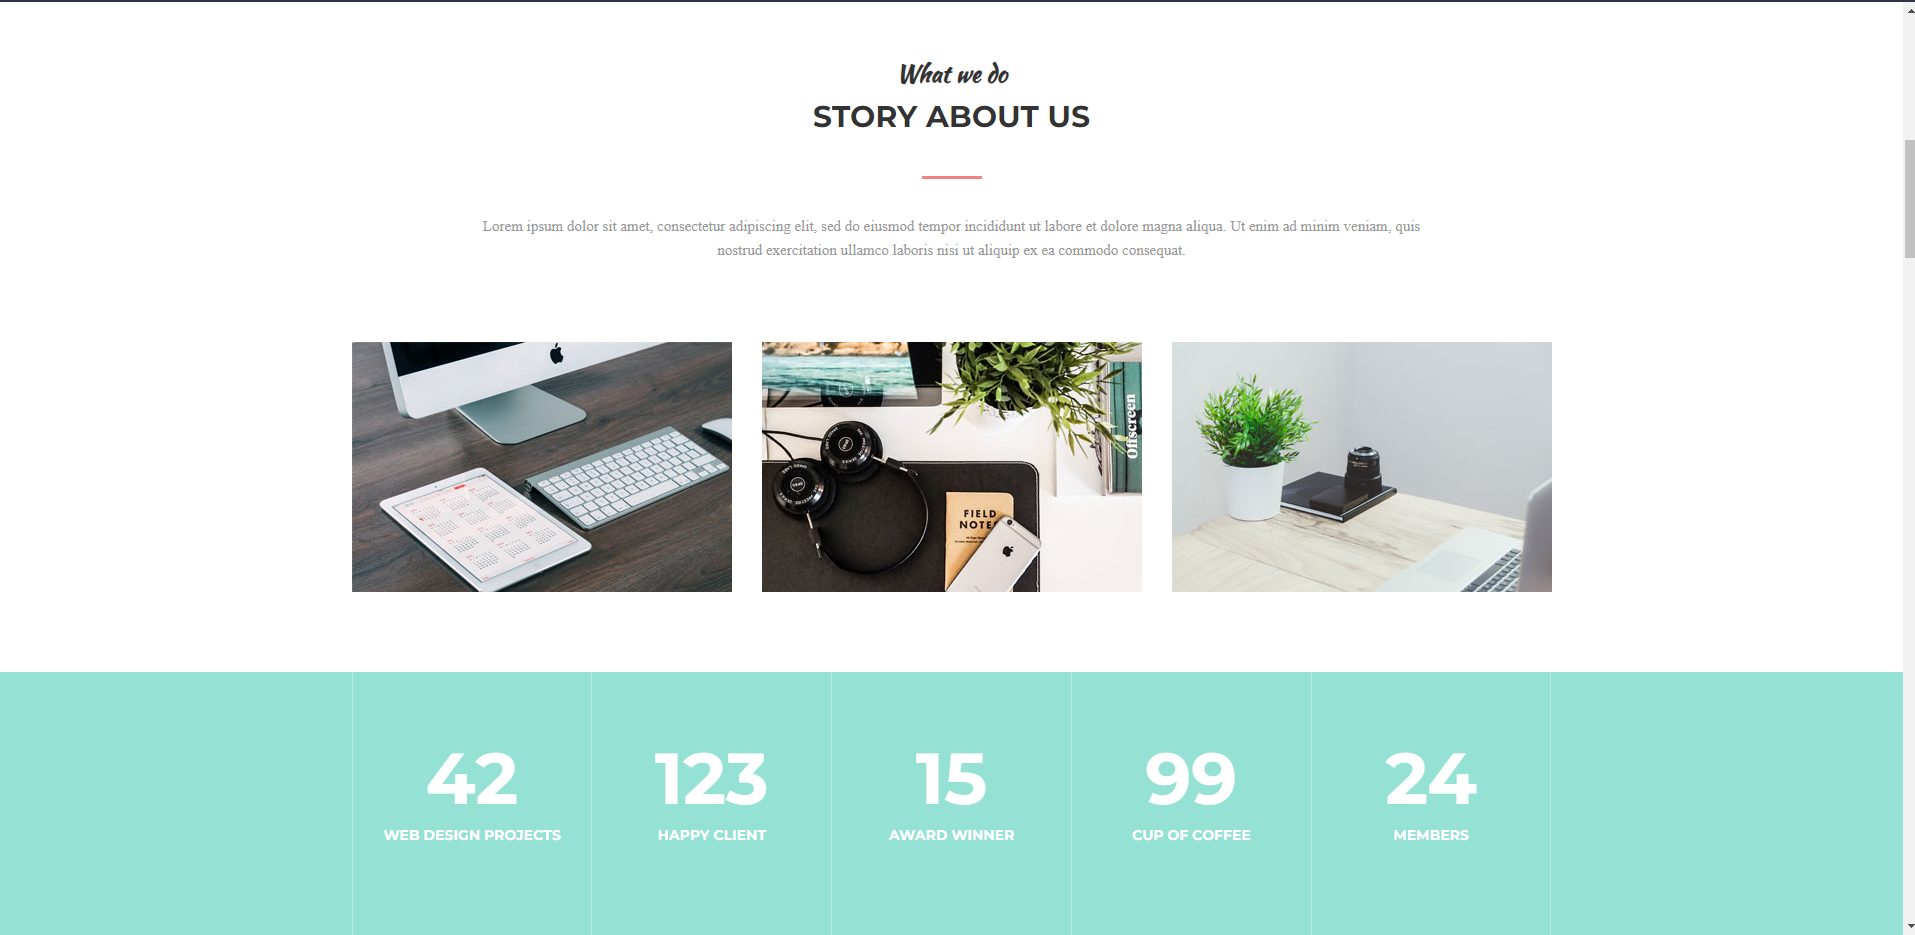 What we do
STORY ABOUT US
Lorem ipsum dolor sit amet, consectetur adipiscing elit, sed do eiusmod tempor incididunt ut labore et dolore magna aliqua. Ut enim ad minim veniam, quis
nostrud exercitation ullamco laboris nisi ut aliquip ex ea commodo consequat.
Offscreen
FIELD
NOTES
42
123
15
99
24
WEB DESIGN PROJECTS
HAPPY CLIENT
AWARD WINNER
CUP OF COFFEE
MEMBERS